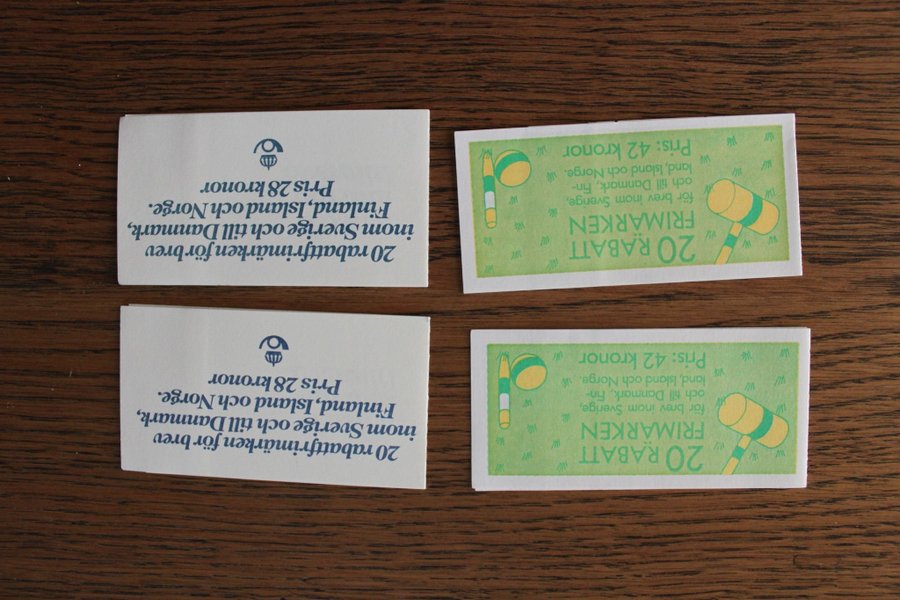 20 RABATT
FRIMÄRKEN
för brev inom Sverige,
och till Danmark, Fin-
land, Island och Norge.
Pris: 42 kronor
20 rabattfrimärken för brev
inom Sverige och till Danmark,
Finland, Island och Norge.
Pris 28 kronor
20 RABATT
FRIMÄRKEN
för brev inom Sverige,
och till Danmark, Fin-
land, Island och Norge.
Pris: 42 kronor
20 rabattfrimärken för brev
inom Sverige och till Danmark,
Finland, Island och Norge.
Pris 28 kronor